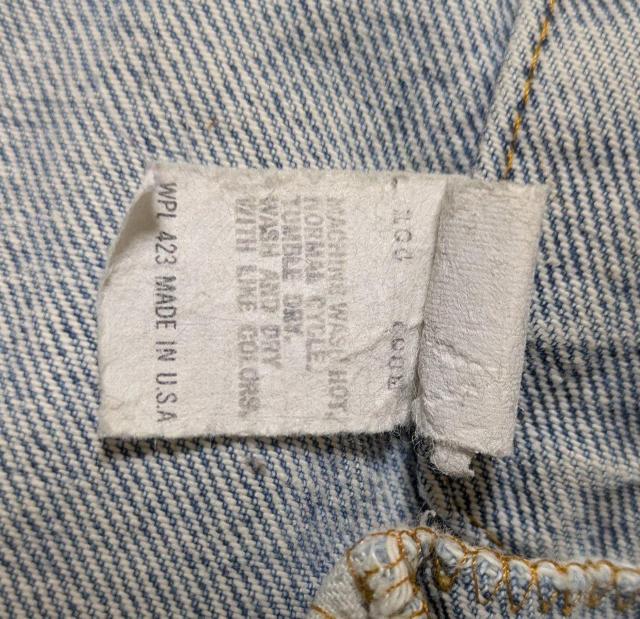 MACHINE WASH HOT,
NORMAL CYCLE.
TUMBLE DRY.
WASH AND DRY
WITH LIKE COLORS.
WPL 423 MADE IN U.S.A